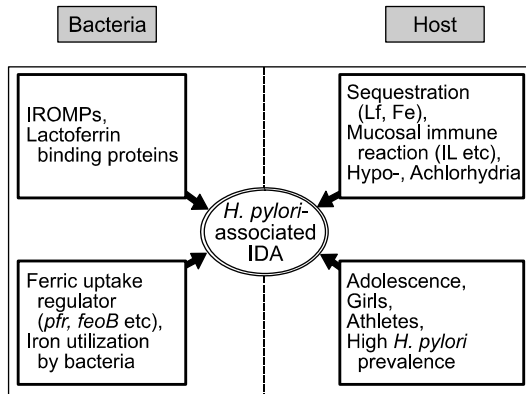 Bacteria
Host
IROMPs,
Lactoferrin
binding proteins
Sequestration
(Lf, Fe),
Mucosal immune
reaction (IL etc),
Hypo-, Achlorhydria
H. pylori-
associated
IDA
Ferric uptake
regulator
(pfr, feoB etc),
Iron utilization
by bacteria
Adolescence,
Girls,
Athletes,
High H. pylori
prevalence